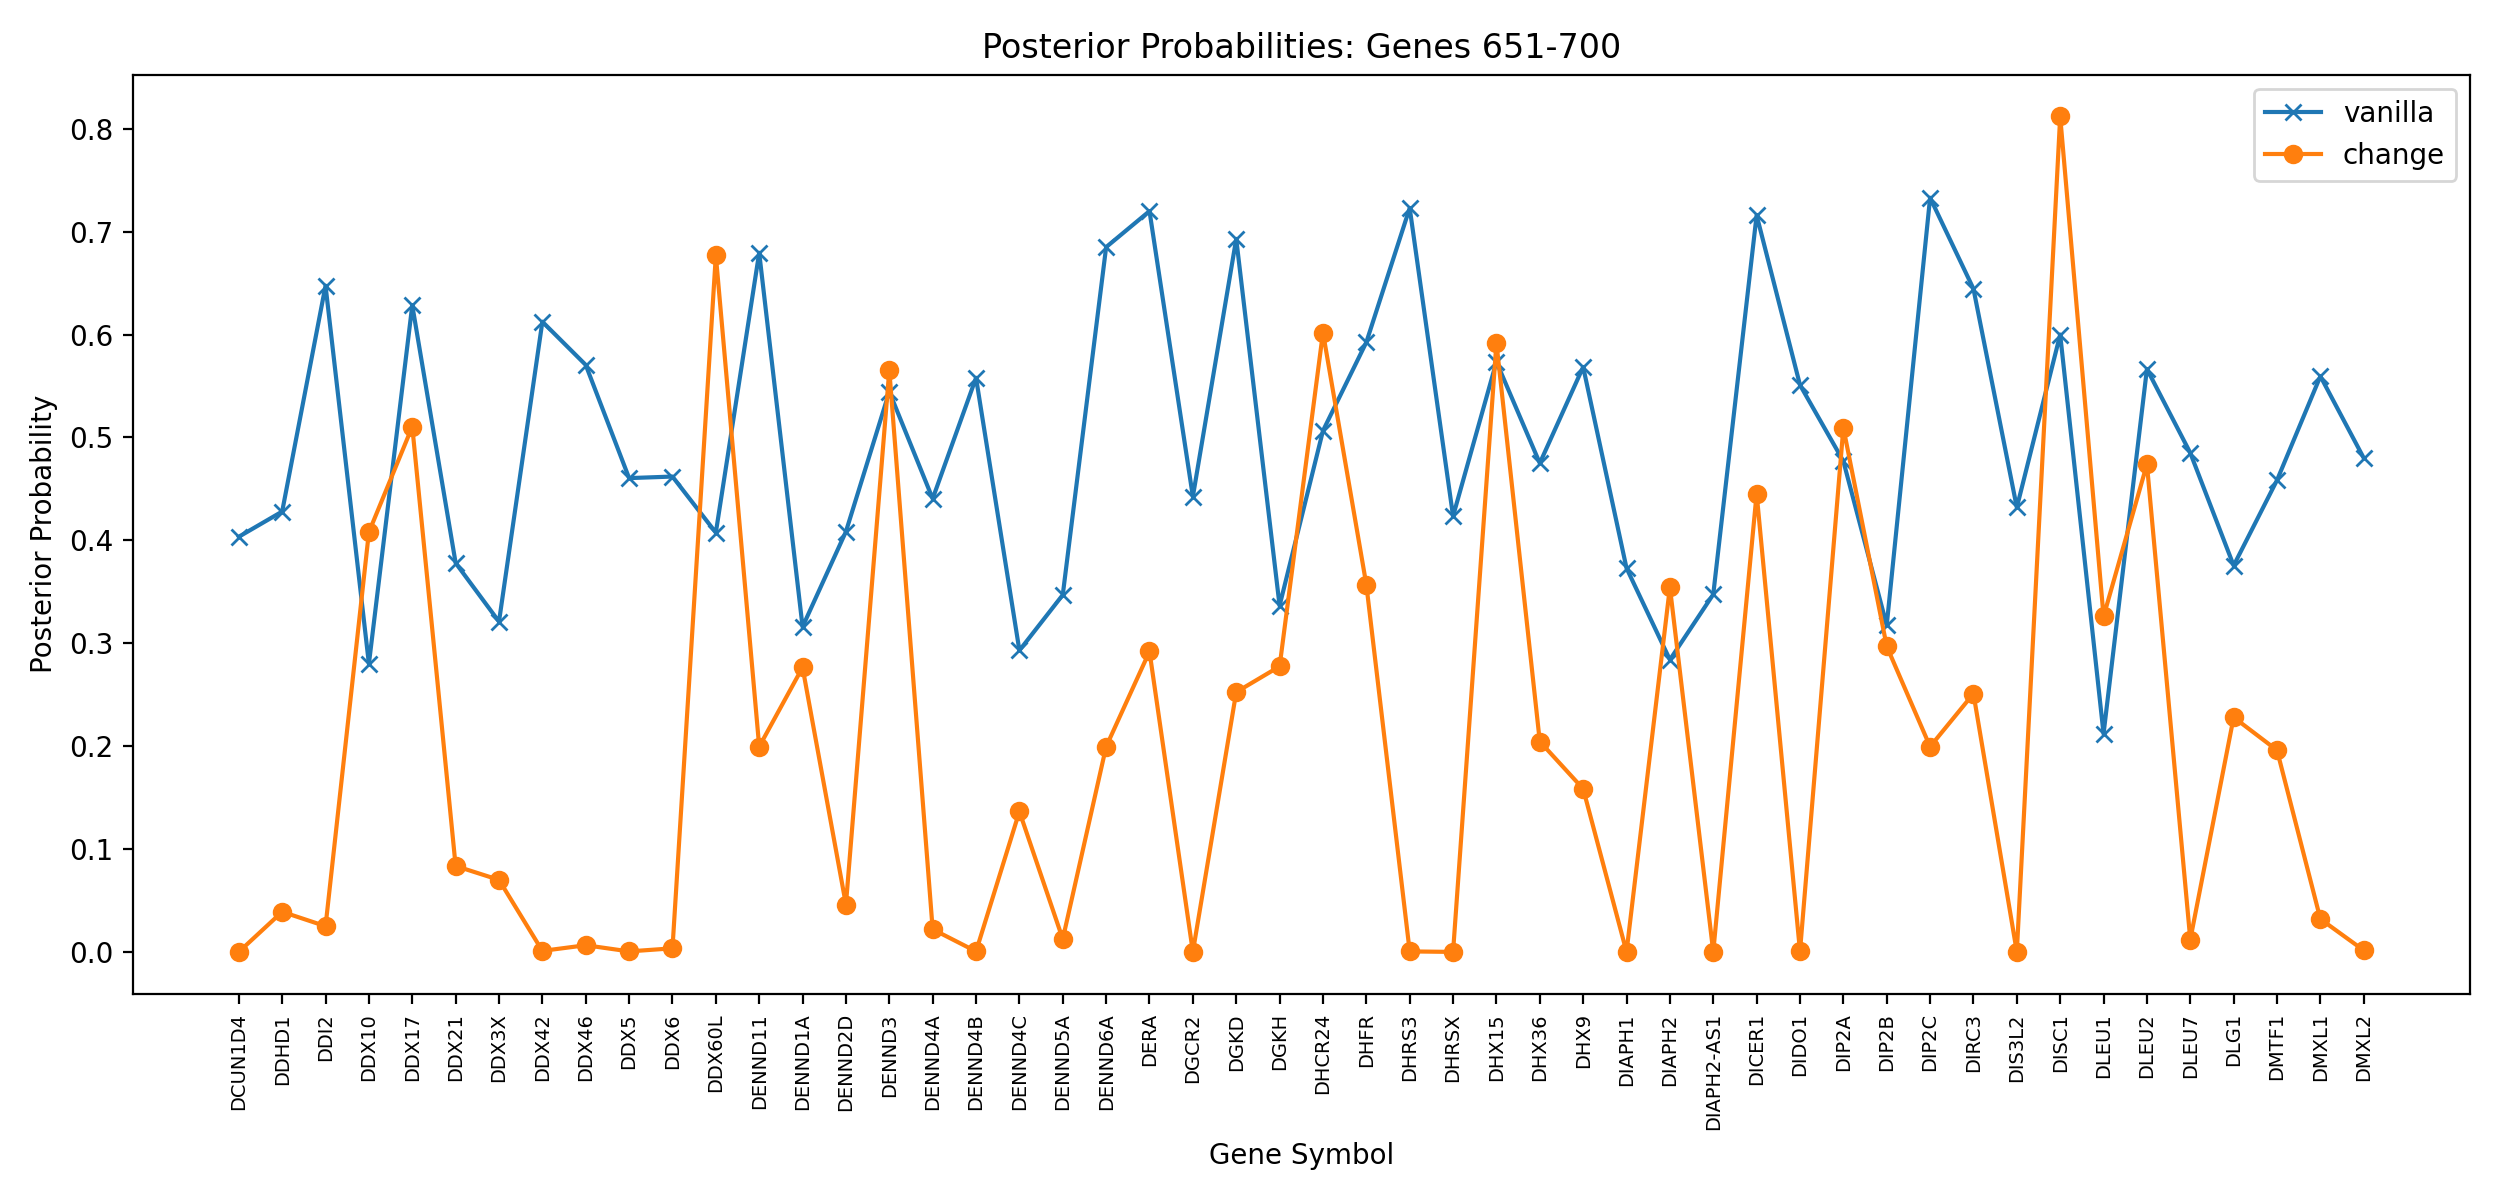 Posterior Probabilities: Genes 651-700
vanilla
change
Posterior Probability
0.8
0.7
0.6
0.5
0.4
0.3
0.2
0.1
0.0
DCUN1D4
DDHD1
DDI2
DDX10
DDX17
DDX21
DDX3X
DDX42
DDX46
DDX5
DDX6
DDX60L
DENND11
DENND1A
DENND2D
DENND3
DENND4A
DENND4B
DENND4C
DENND5A
DENND6A
DERA
DGCR2
DGKD
DGKH
DHCR24
DHFR
DHRS3
DHRSX
DHX15
DHX36
DHX9
DIAPH1
DIAPH2
DIAPH2-AS1
DICER1
DIDO1
DIP2A
DIP2B
DIP2C
DIRC3
DIS3L2
DISC1
DLEU1
DLEU2
DLEU7
DLG1
DMTF1
DMXL1
DMXL2
Gene Symbol